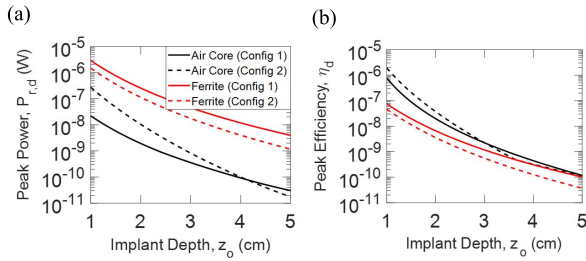 (a)
Peak Power, P_r,d (W)
10^-5
10^-6
10^-7
10^-8
10^-9
10^-10
10^-11
Air Core (Config 1)
Air Core (Config 2)
Ferrite (Config 1)
Ferrite (Config 2)
1 2 3 4 5
Implant Depth, z_o (cm)
(b)
Peak Efficiency, η_d
10^-5
10^-6
10^-7
10^-8
10^-9
10^-10
10^-11
1 2 3 4 5
Implant Depth, z_o (cm)